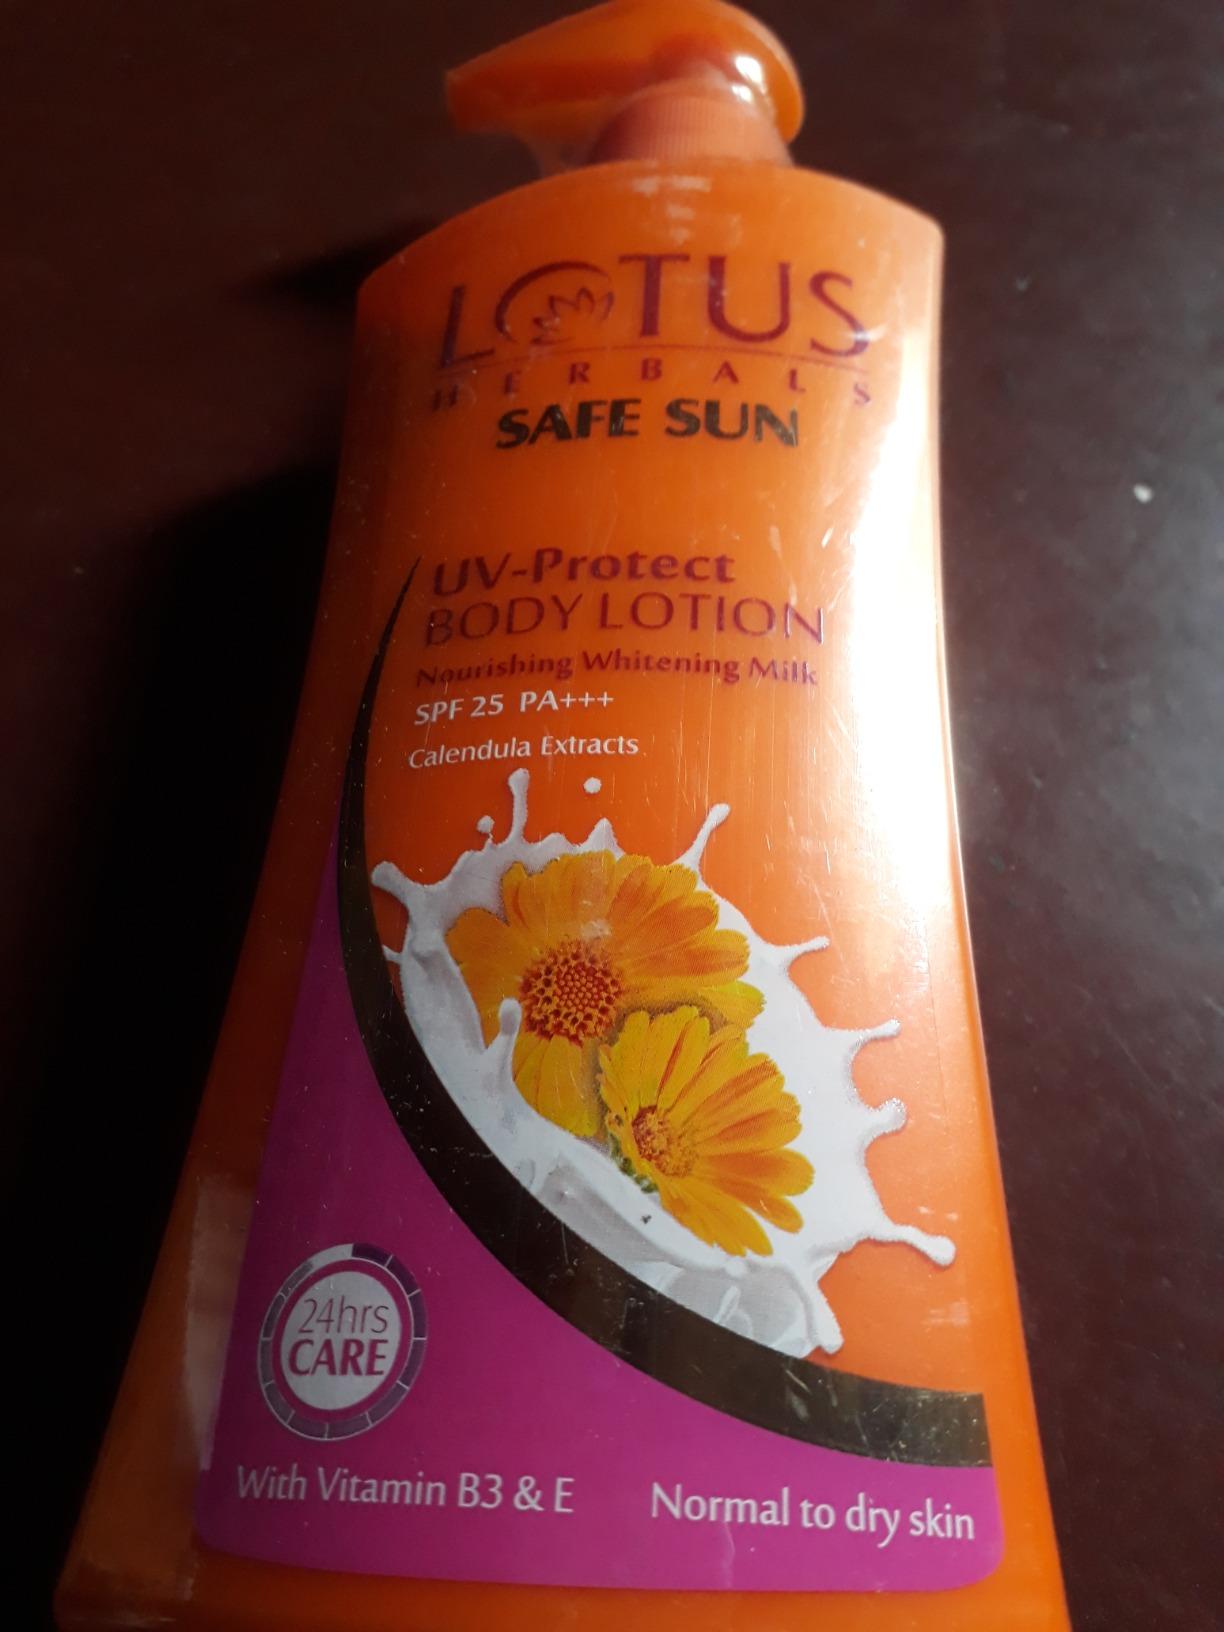 LOTUS
HERBALS
SAFE SUN
UV-Protect
BODY LOTION
Nourishing Whitening Milk
SPF 25 PA+++
Calendula Extracts
24hrs
CARE
With Vitamin B3 & E
Normal to dry skin